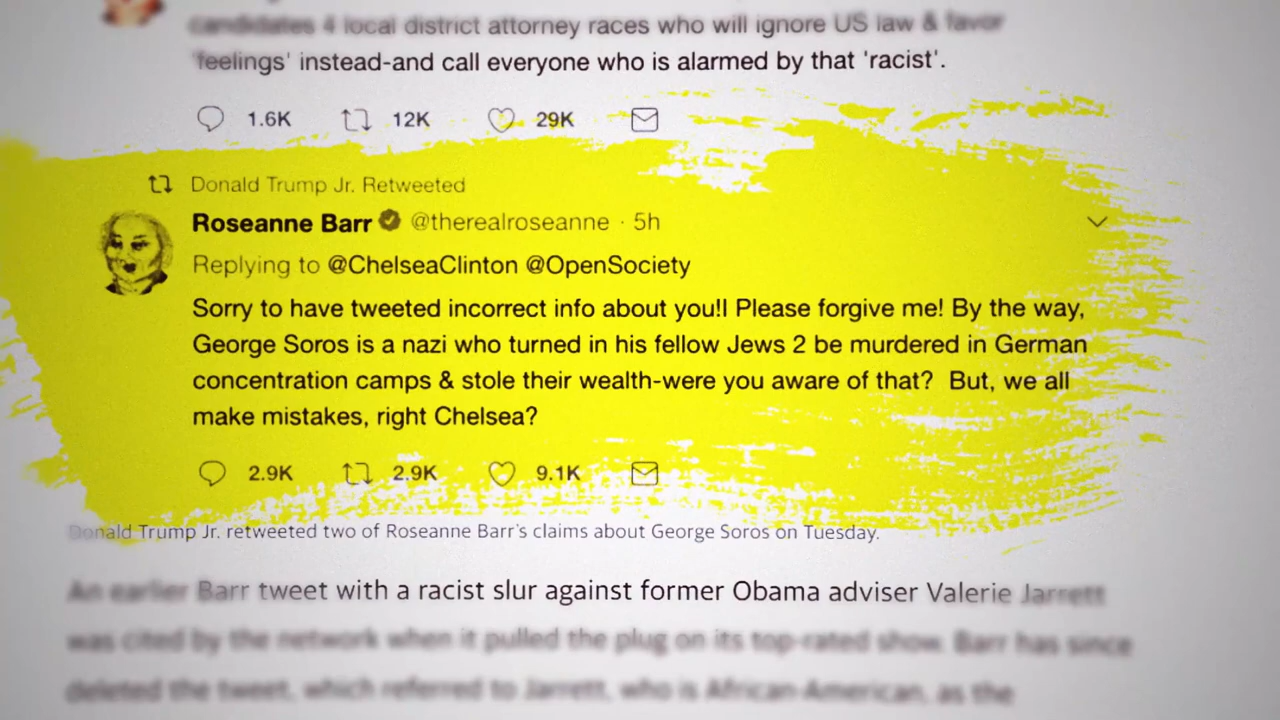 candidates 4 local district attorney races who will ignore US law & favor
'feelings' instead-and call everyone who is alarmed by that 'racist'.
1.6K 12K 29K
Donald Trump Jr. Retweeted
Roseanne Barr @therealroseanne · 5h
Replying to @ChelseaClinton @OpenSociety
Sorry to have tweeted incorrect info about you!I Please forgive me! By the way,
George Soros is a nazi who turned in his fellow Jews 2 be murdered in German
concentration camps & stole their wealth-were you aware of that? But, we all
make mistakes, right Chelsea?
2.9K 2.9K 9.1K
Donald Trump Jr. retweeted two of Roseanne Barr's claims about George Soros on Tuesday.
An earlier Barr tweet with a racist slur against former Obama adviser Valerie Jarrett
was cited by the network when it pulled the plug on its top-rated show. Barr has since
deleted the tweet, which referred to Jarrett, who is African-American, as the